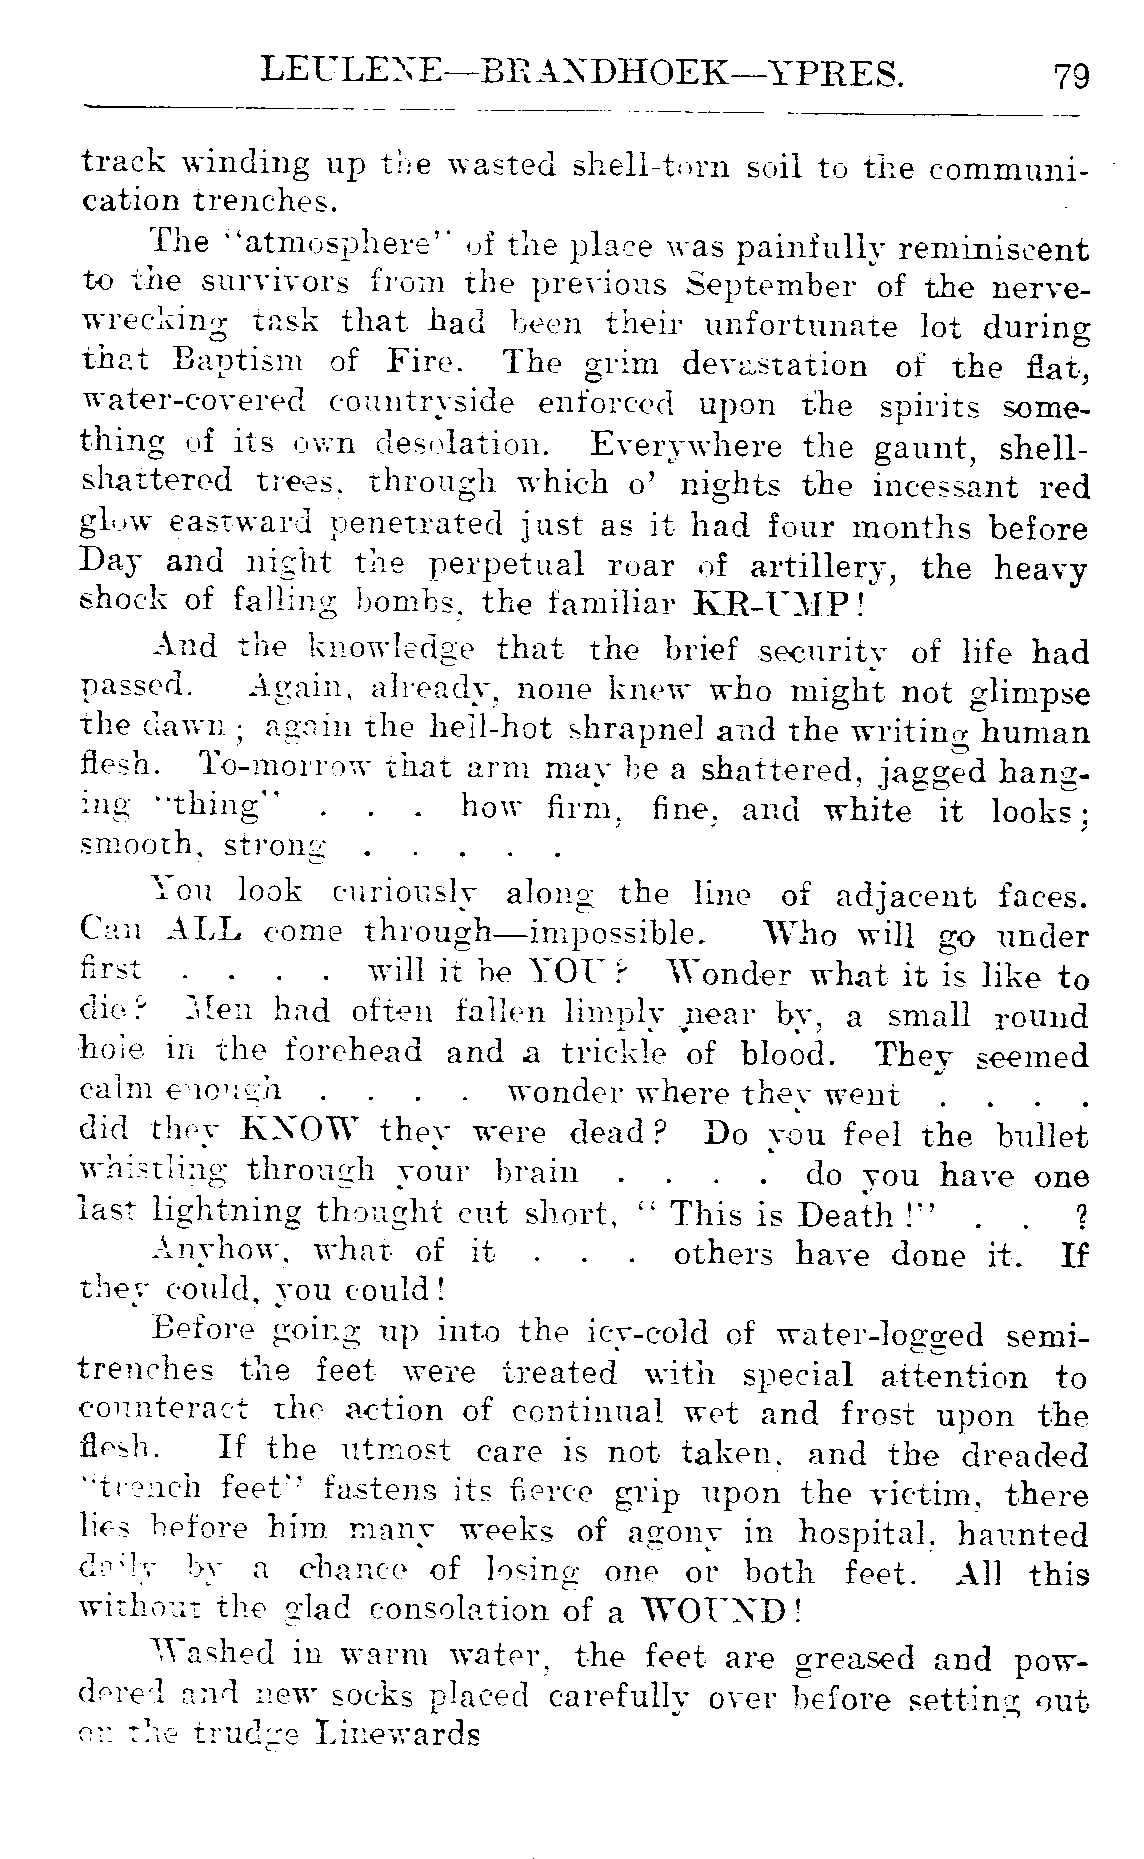 LEULENE—BRANDHOEK—YPRES. 79
track winding up the wasted shell-torn soil to the communi-
cation trenches.
The "atmosphere" of the place was painfully reminiscent
to the survivors from the previous September of the nerve-
wrecking task that had been their unfortunate lot during
that Baptism of Fire. The grim devastation of the flat,
water-covered countryside enforced upon the spirits some-
thing of its own desolation. Everywhere the gaunt, shell-
shattered trees, through which o' nights the incessant red
glow eastward penetrated just as it had four months before
Day and night the perpetual roar of artillery, the heavy
shock of falling bombs, the familiar KR-UMP!
And the knowledge that the brief security of life had
passed. Again, already, none knew who might not glimpse
the dawn; again the hell-hot shrapnel and the writing human
flesh. To-morrow that arm may be a shattered, jagged hang-
ing "thing" . . . how firm, fine, and white it looks;
smooth, strong . . . . .
You look curiously along the line of adjacent faces.
Can ALL come through—impossible. Who will go under
first . . . . will it be YOU? Wonder what it is like to
die? Men had often fallen limply near by, a small round
hole in the forehead and a trickle of blood. They seemed
calm enough . . . . wonder where they went . . . .
did they KNOW they were dead? Do you feel the bullet
whistling through your brain . . . . do you have one
last lightning thought cut short, " This is Death!" . . ?
Anyhow, what of it . . . others have done it. If
they could, you could!
Before going up into the icy-cold of water-logged semi-
trenches the feet were treated with special attention to
counteract the action of continual wet and frost upon the
flesh. If the utmost care is not taken, and the dreaded
"trench feet" fastens its fierce grip upon the victim, there
lies before him many weeks of agony in hospital, haunted
daily by a chance of losing one or both feet. All this
without the glad consolation of a WOUND!
Washed in warm water, the feet are greased and pow-
dered and new socks placed carefully over before setting out
on the trudge Linewards